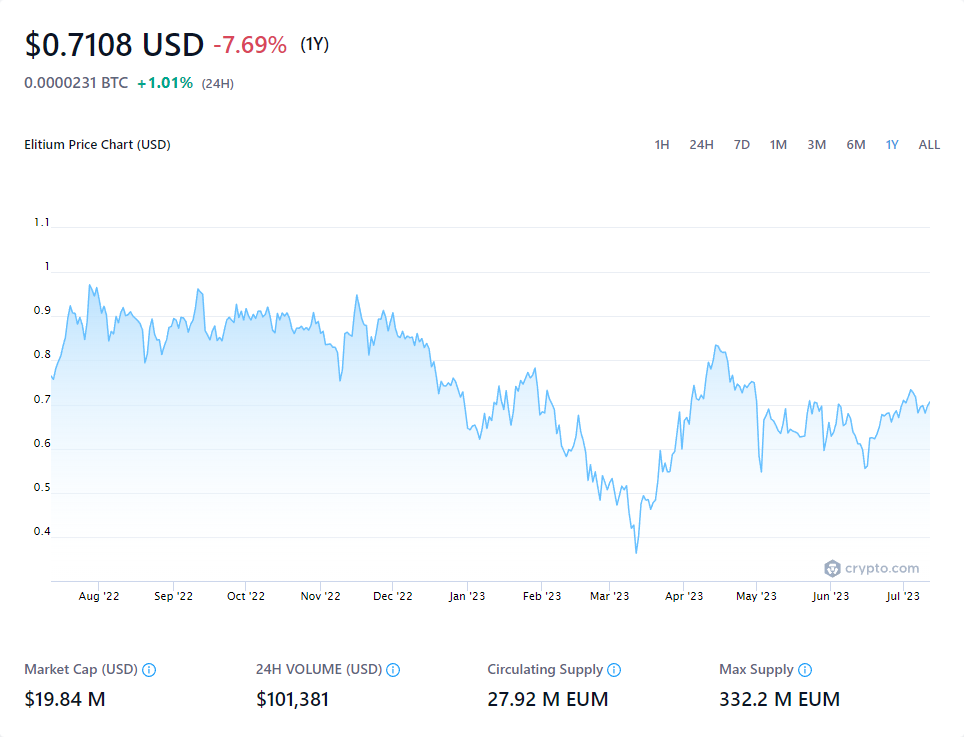 $0.7108 USD -7.69% (1Y)
0.0000231 BTC +1.01% (24H)
Elitium Price Chart (USD) 1H 24H 7D 1M 3M 6M 1Y ALL
1.1
1
0.9
0.8
0.7
0.6
0.5
0.4
crypto.com
Aug '22 Sep '22 Oct '22 Nov '22 Dec '22 Jan '23 Feb '23 Mar '23 Apr '23 May '23 Jun '23 Jul '23
Market Cap (USD) 24H VOLUME (USD) Circulating Supply Max Supply
$19.84 M $101,381 27.92 M EUM 332.2 M EUM